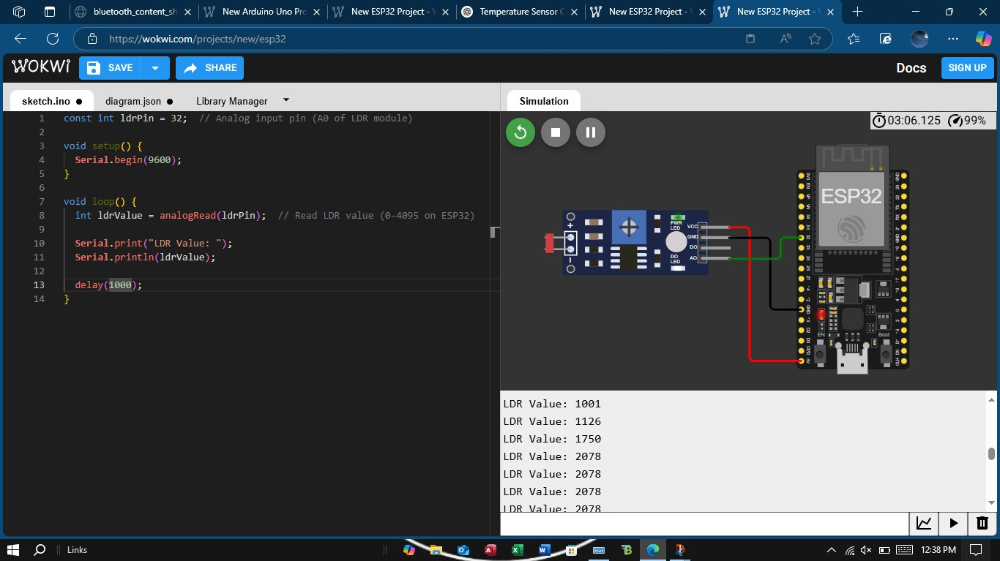 bluetooth_content_sh
New Arduino Uno Pro
New ESP32 Project - W
Temperature Sensor C
New ESP32 Project - W
New ESP32 Project - W
https://wokwi.com/projects/new/esp32
WOKWI
SAVE
SHARE
Docs
SIGN UP
sketch.ino
diagram.json
Library Manager
Simulation
1 const int ldrPin = 32;  // Analog input pin (A0 of LDR module)
2
3 void setup() {
4   Serial.begin(9600);
5 }
6
7 void loop() {
8   int ldrValue = analogRead(ldrPin);  // Read LDR value (0–4095 on ESP32)
9
10   Serial.print("LDR Value: ");
11   Serial.println(ldrValue);
12
13   delay(1000);
14 }
03:06.125 99%
ESP32
PWR
LED
DO
LED
VCC
GND
DO
AO
EN
Boot
LDR Value: 1001
LDR Value: 1126
LDR Value: 1750
LDR Value: 2078
LDR Value: 2078
LDR Value: 2078
LDR Value: 2078
Links
12:38 PM